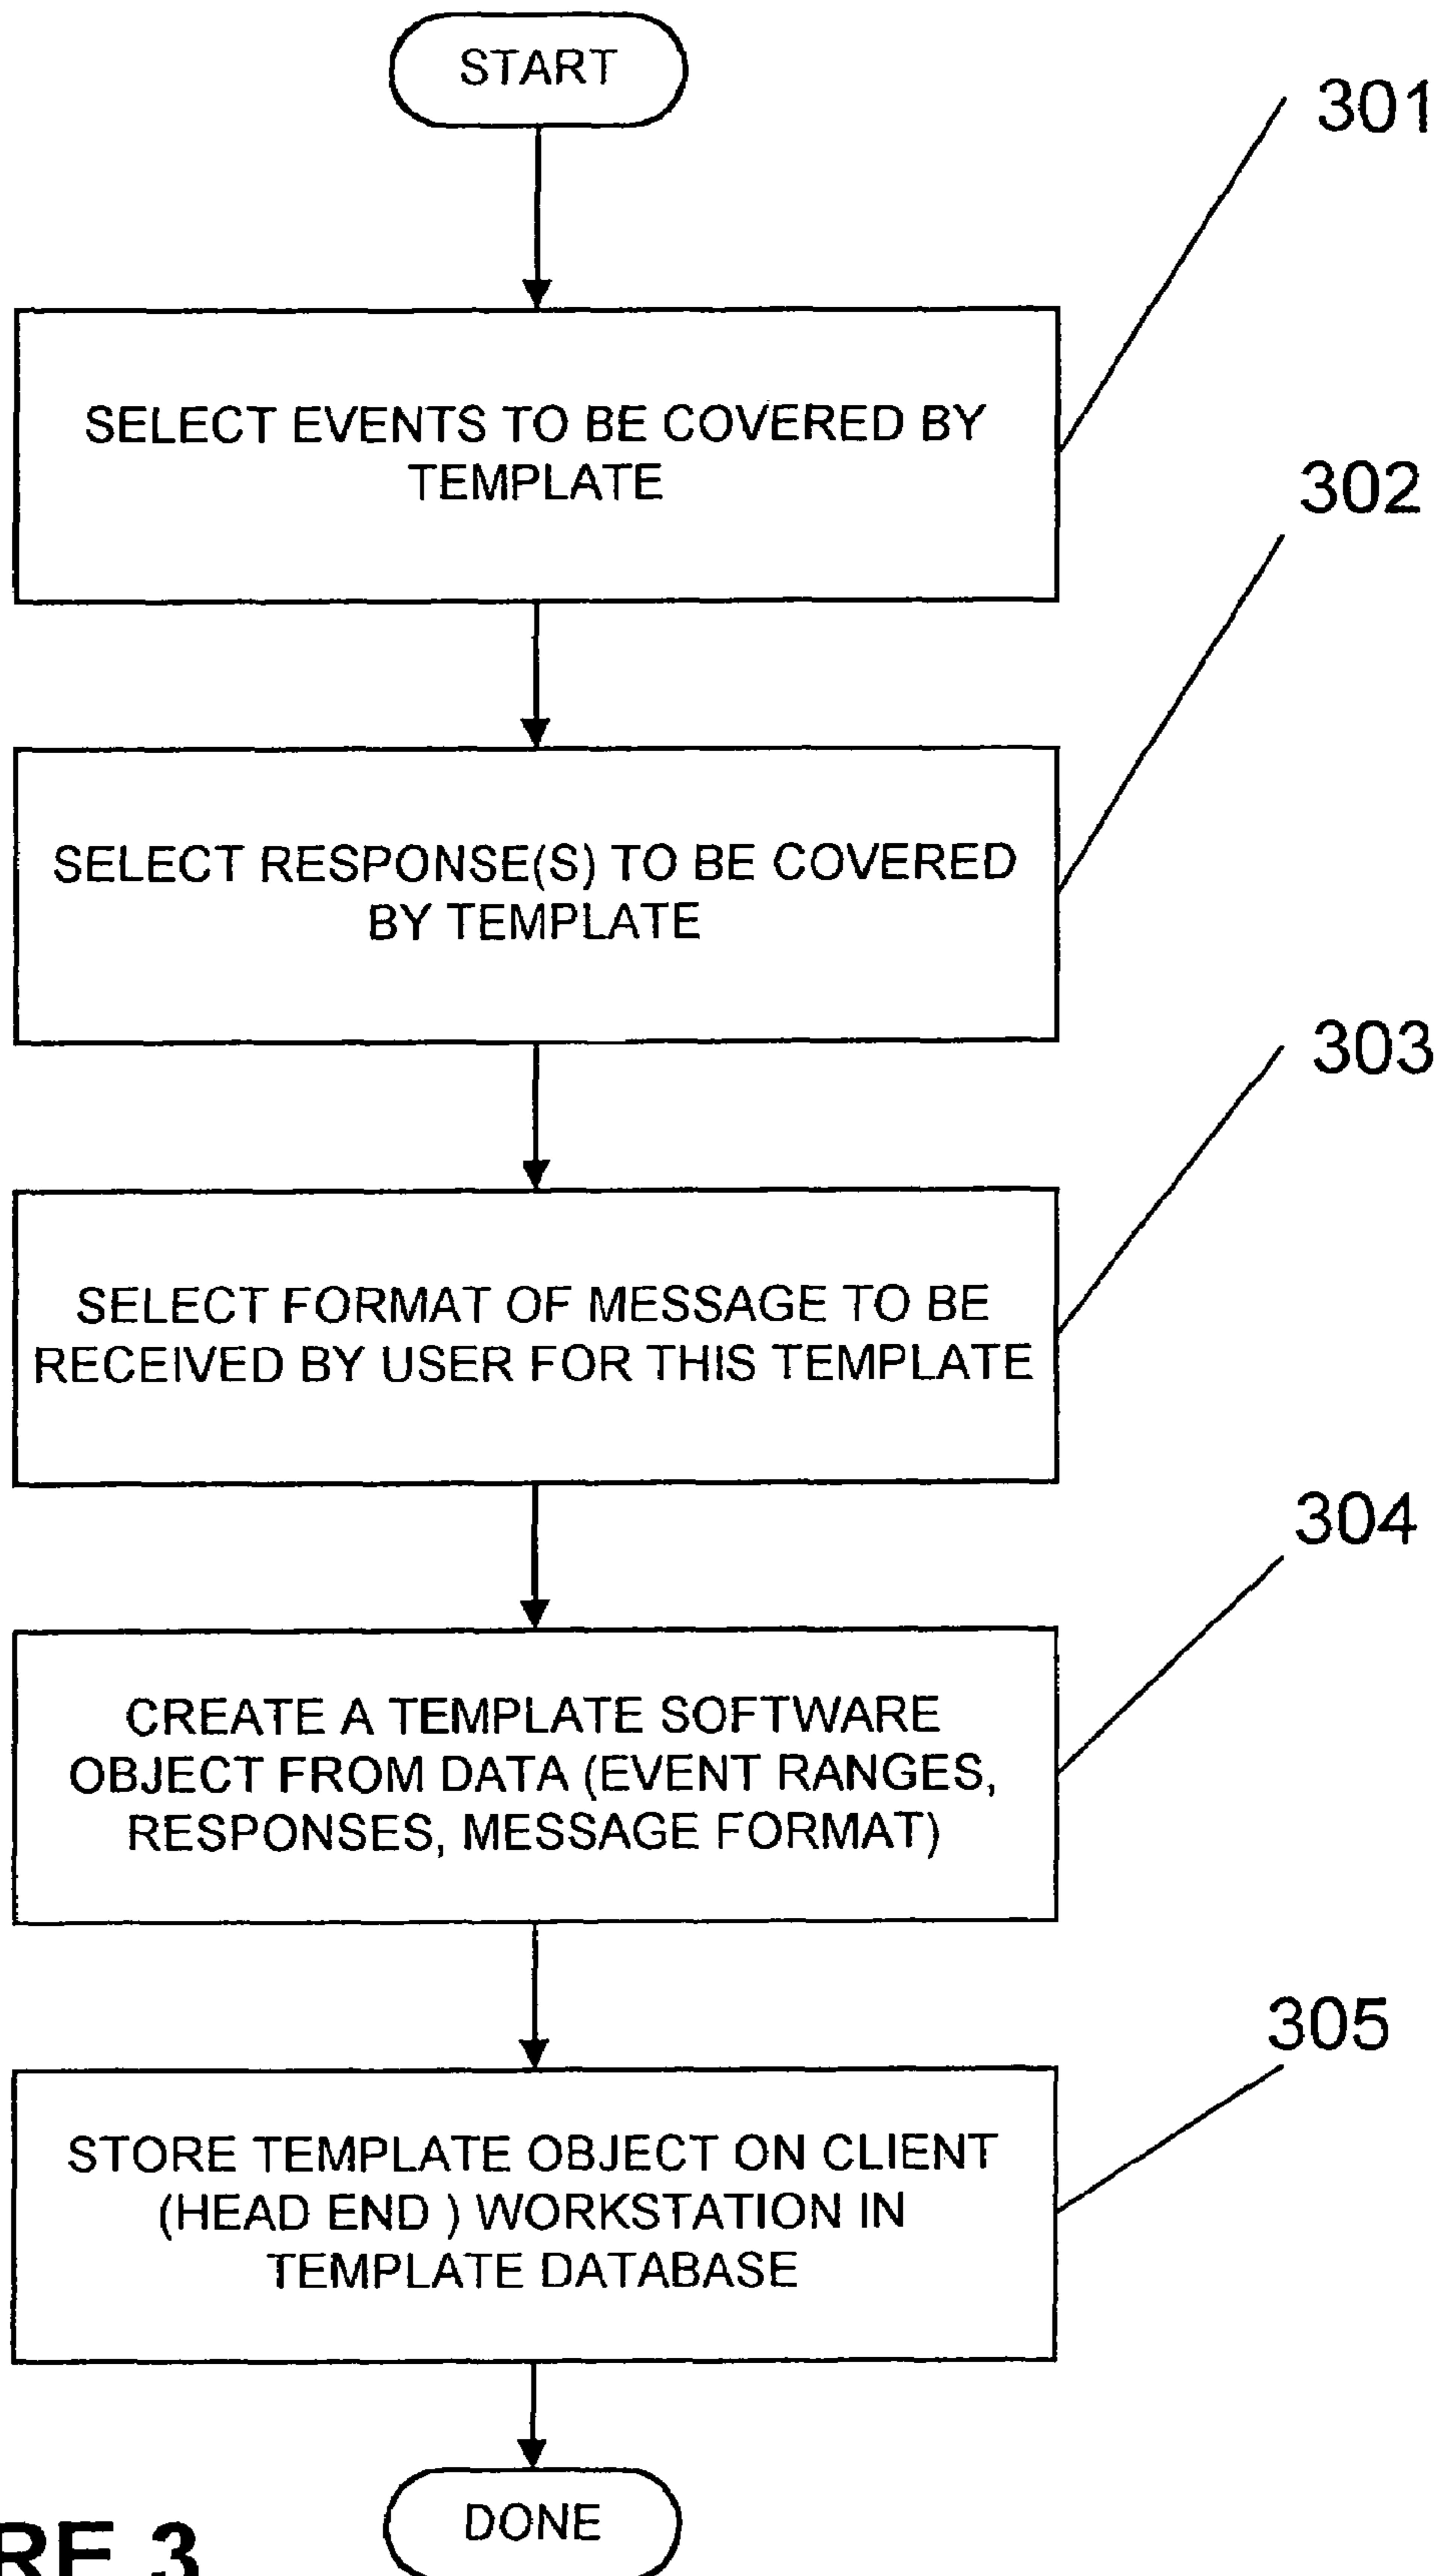 START
301
SELECT EVENTS TO BE COVERED BY
TEMPLATE
302
SELECT RESPONSE(S) TO BE COVERED
BY TEMPLATE
303
SELECT FORMAT OF MESSAGE TO BE
RECEIVED BY USER FOR THIS TEMPLATE
304
CREATE A TEMPLATE SOFTWARE
OBJECT FROM DATA (EVENT RANGES,
RESPONSES, MESSAGE FORMAT)
305
STORE TEMPLATE OBJECT ON CLIENT
(HEAD END ) WORKSTATION IN
TEMPLATE DATABASE
DONE
RE 3